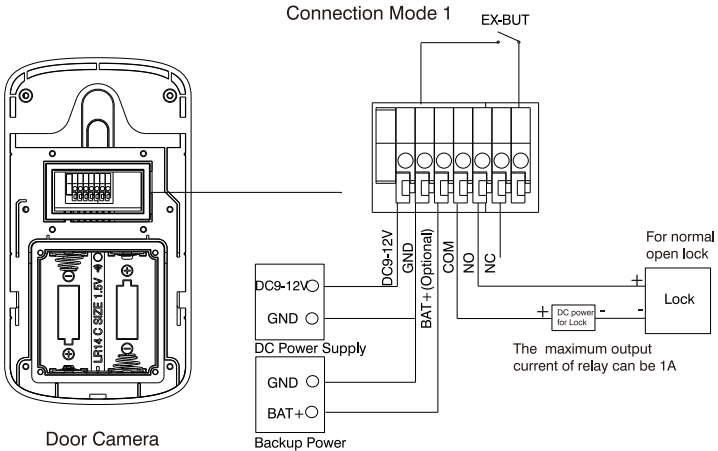 Connection Mode 1
EX-BUT
DC9-12V
GND
BAT+(Optional)
COM
NO
NC
For normal
open lock
+
Lock
-
+
DC power
for Lock
-
The maximum output
current of relay can be 1A
DC9-12V
GND
DC Power Supply
GND
BAT+
Backup Power
LR14 C SIZE 1.5V
Door Camera